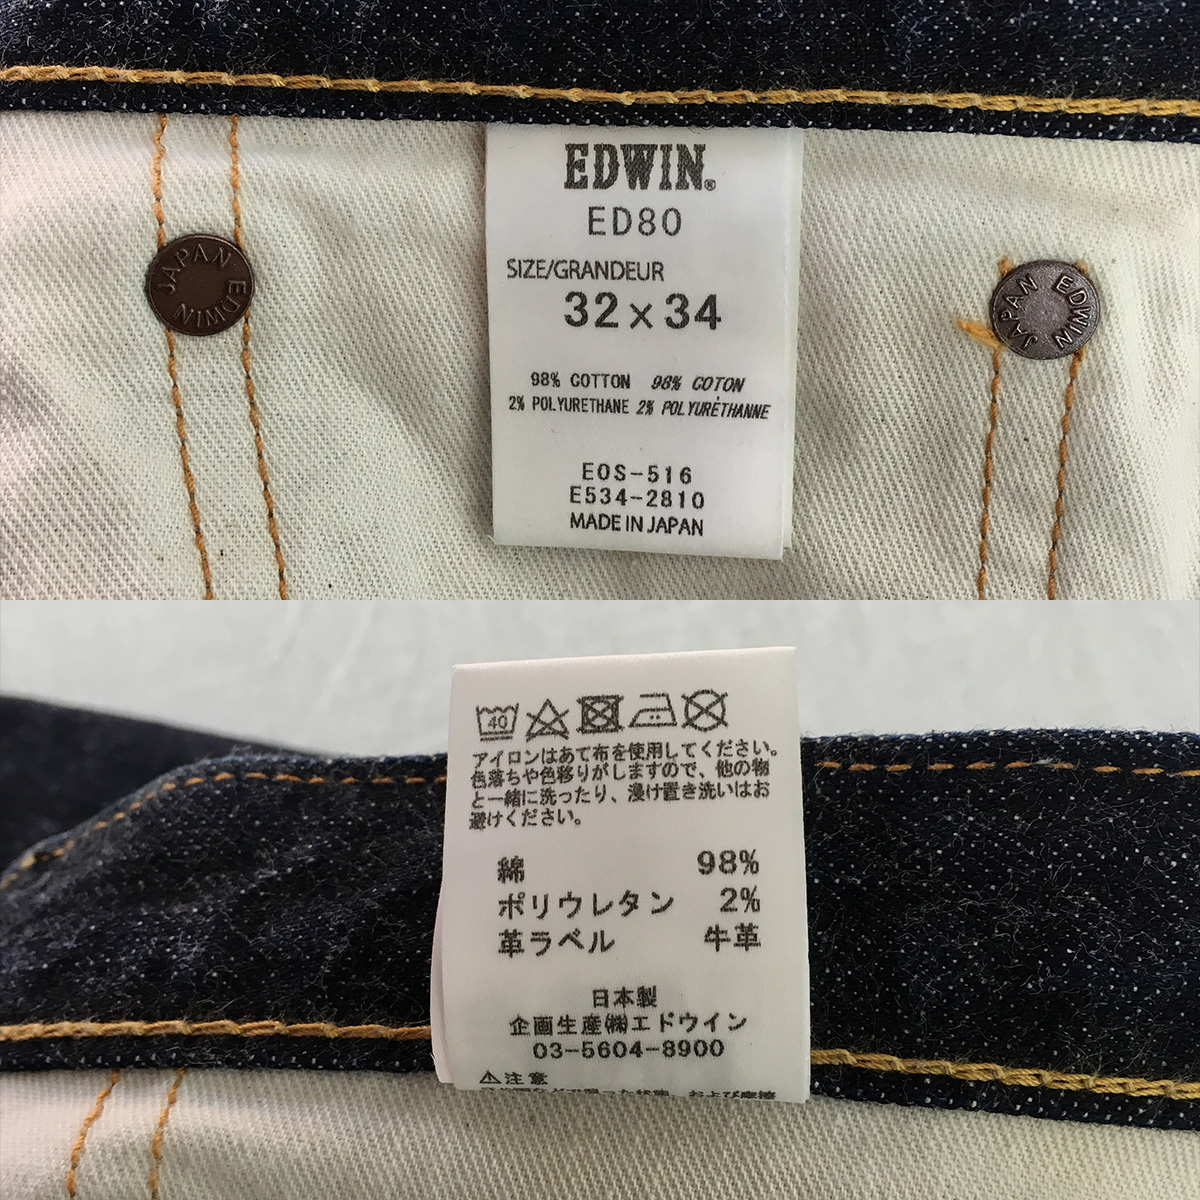 EDWIN®
ED80
SIZE/GRANDEUR
32×34
98% COTTON 98% COTON
2% POLYURETHANE 2% POLYURÉTHANNE
EOS-516
E534-2810
MADE IN JAPAN
JAPAN EDWIN
JAPAN EDWIN
40
アイロンはあて布を使用してください。
色落ちや色移りがしますので、他の物
と一緒に洗ったり、浸け置き洗いはお
避けください。
綿 98%
ポリウレタン 2%
革ラベル 牛革
日本製
企画生産㈱エドウイン
03-5604-8900
⚠注意
および摩擦